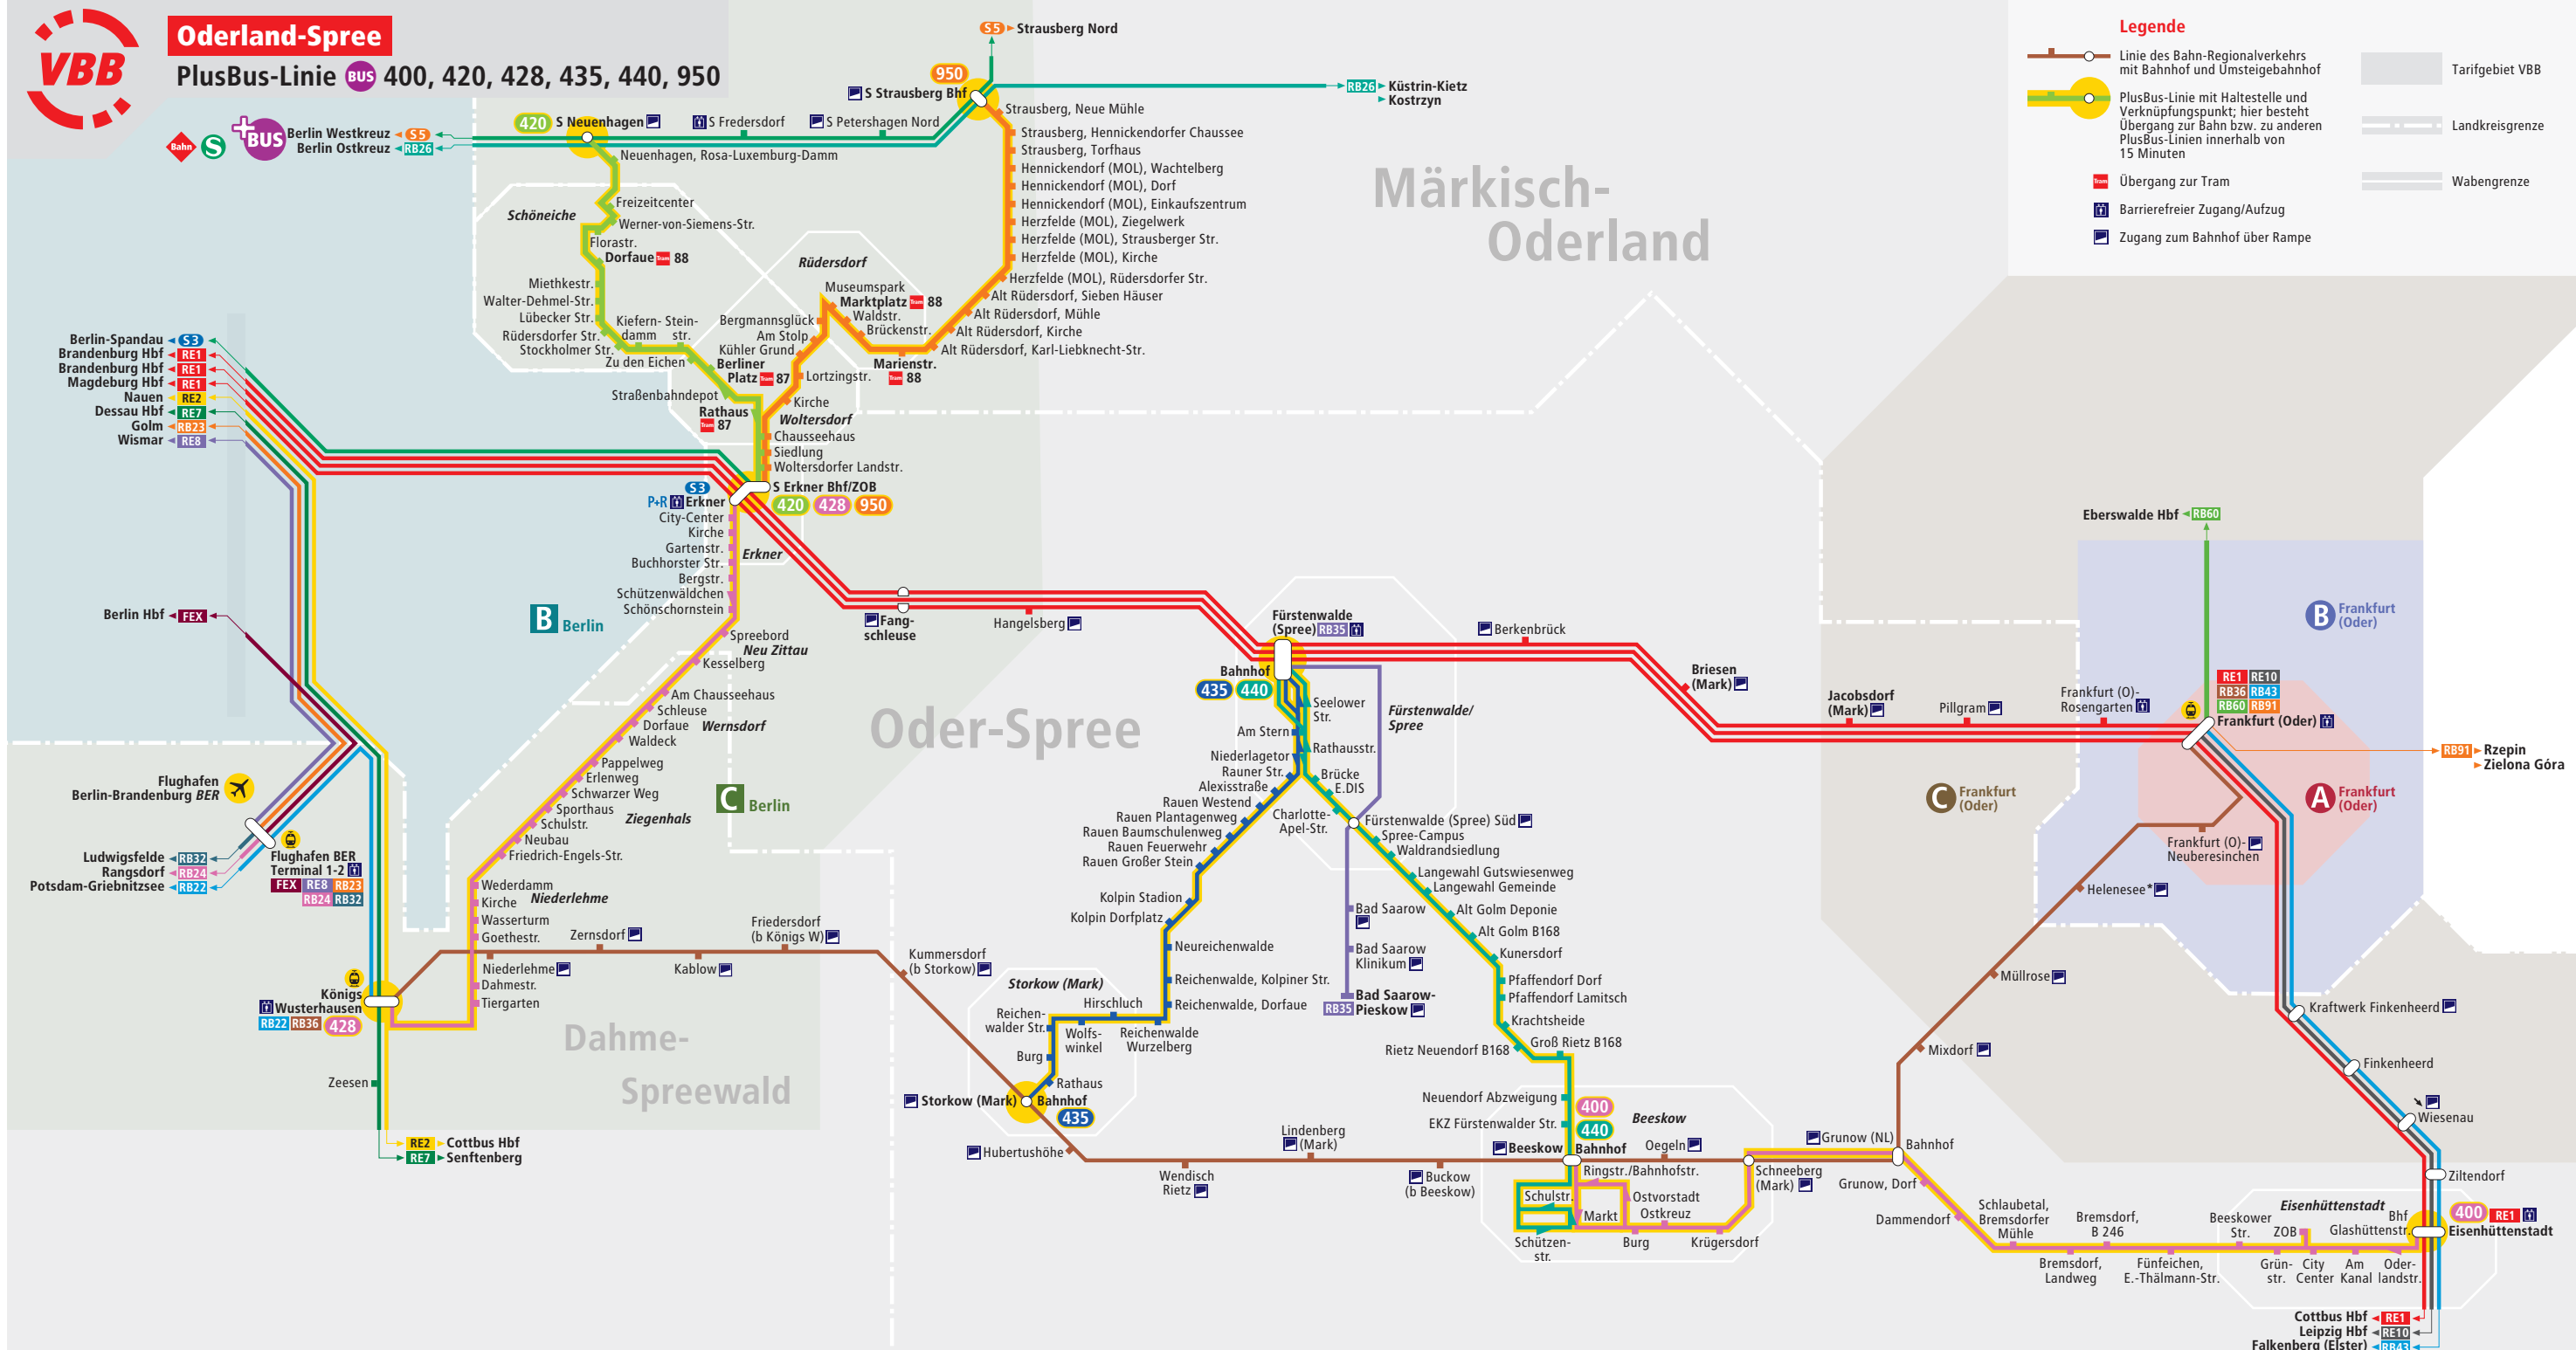 VBB
Oderland-Spree
PlusBus-Linie BUS 400, 420, 428, 435, 440, 950
Bahn S +BUS
Berlin Westkreuz S5
Berlin Ostkreuz RB26
420 S Neuenhagen
S Fredersdorf
S Petershagen Nord
950
S Strausberg Bhf
S5 Strausberg Nord
RB26 Küstrin-Kietz
Kostrzyn
Legende
Linie des Bahn-Regionalverkehrs
mit Bahnhof und Umsteigebahnhof
PlusBus-Linie mit Haltestelle und
Verknüpfungspunkt; hier besteht
Übergang zur Bahn bzw. zu anderen
PlusBus-Linien innerhalb von
15 Minuten
Tram Übergang zur Tram
Barrierefreier Zugang/Aufzug
Zugang zum Bahnhof über Rampe
Tarifgebiet VBB
Landkreisgrenze
Wabengrenze
Strausberg, Neue Mühle
Strausberg, Hennickendorfer Chaussee
Strausberg, Torfhaus
Hennickendorf (MOL), Wachtelberg
Hennickendorf (MOL), Dorf
Hennickendorf (MOL), Einkaufszentrum
Herzfelde (MOL), Ziegelwerk
Herzfelde (MOL), Strausberger Str.
Herzfelde (MOL), Kirche
Herzfelde (MOL), Rüdersdorfer Str.
Alt Rüdersdorf, Sieben Häuser
Alt Rüdersdorf, Mühle
Alt Rüdersdorf, Kirche
Alt Rüdersdorf, Karl-Liebknecht-Str.
Märkisch-
Oderland
Neuenhagen, Rosa-Luxemburg-Damm
Schöneiche
Freizeitcenter
Werner-von-Siemens-Str.
Florastr.
Dorfaue Tram 88
Miethkestr.
Walter-Dehmel-Str.
Lübecker Str.
Rüdersdorfer Str.
Stockholmer Str.
Kiefern-
damm
Stein-
str.
Zu den Eichen
Berliner
Platz Tram 87
Straßenbahndepot
Rathaus
Tram 87
Rüdersdorf
Museumspark
Marktplatz Tram 88
Waldstr.
Brückenstr.
Marienstr.
Tram 88
Bergmannsglück
Am Stolp
Kühler Grund
Lortzingstr.
Kirche
Woltersdorf
Chausseehaus
Siedlung
Woltersdorfer Landstr.
S Erkner Bhf/ZOB
420 428 950
S3
P+R Erkner
City-Center
Kirche
Gartenstr.
Buchhorster Str.
Bergstr.
Schützenwäldchen
Schönschornstein
Erkner
Berlin-Spandau S3
Brandenburg Hbf RE1
Brandenburg Hbf RE1
Magdeburg Hbf RE1
Nauen RE2
Dessau Hbf RE7
Golm RB23
Wismar RE8
Berlin Hbf FEX
B Berlin
C Berlin
Spreebord
Neu Zittau
Kesselberg
Am Chausseehaus
Schleuse
Dorfaue
Waldeck
Wernsdorf
Pappelweg
Erlenweg
Schwarzer Weg
Sporthaus
Schulstr.
Neubau
Friedrich-Engels-Str.
Ziegenhals
Wederdamm
Kirche
Niederlehme
Wasserturm
Goethestr.
Niederlehme
Dahmestr.
Tiergarten
Flughafen
Berlin-Brandenburg BER
Flughafen BER
Terminal 1-2
FEX RE8 RB23
RB24 RB32
Ludwigsfelde RB32
Rangsdorf RB24
Potsdam-Griebnitzsee RB22
Königs
Wusterhausen
RB22 RB36 428
Zeesen
RE2 Cottbus Hbf
RE7 Senftenberg
Dahme-
Spreewald
Zernsdorf
Kablow
Friedersdorf
(b Königs W)
Kummersdorf
(b Storkow)
Oder-Spree
Fang-
schleuse
Hangelsberg
Fürstenwalde
(Spree) RB35
Bahnhof
435 440
Berkenbrück
Briesen
(Mark)
Jacobsdorf
(Mark)
Pillgram
Frankfurt (O)-
Rosengarten
Fürstenwalde/
Spree
Seelower
Str.
Am Stern
Rathausstr.
Niederlagetor
Rauner Str.
Alexisstraße
Rauen Westend
Rauen Plantagenweg
Rauen Baumschulenweg
Rauen Feuerwehr
Rauen Großer Stein
Kolpin Stadion
Kolpin Dorfplatz
Neureichenwalde
Reichenwalde, Kolpiner Str.
Reichenwalde, Dorfaue
Reichenwalde
Wurzelberg
Hirschluch
Wolfs-
winkel
Storkow (Mark)
Reichen-
walder Str.
Burg
Rathaus
Storkow (Mark) Bahnhof
435
Hubertushöhe
Wendisch
Rietz
Lindenberg
(Mark)
Buckow
(b Beeskow)
Brücke
E.DIS
Charlotte-
Apel-Str.
Fürstenwalde (Spree) Süd
Spree-Campus
Waldrandsiedlung
Langewahl Gutswiesenweg
Langewahl Gemeinde
Alt Golm Deponie
Alt Golm B168
Kunersdorf
Pfaffendorf Dorf
Pfaffendorf Lamitsch
Krachtsheide
Rietz Neuendorf B168
Groß Rietz B168
Neuendorf Abzweigung
EKZ Fürstenwalder Str.
Bad Saarow
Bad Saarow
Klinikum
Bad Saarow-
RB35 Pieskow
400
440
Beeskow
Beeskow Bahnhof
Oegeln
Ringstr./Bahnhofstr.
Schulstr.
Ostvorstadt
Markt
Ostkreuz
Schützen-
str.
Burg
Krügersdorf
Schneeberg
(Mark)
Grunow (NL)
Bahnhof
Grunow, Dorf
Dammendorf
Schlaubetal,
Bremsdorfer
Mühle
Bremsdorf,
Landweg
Bremsdorf,
B 246
Fünfeichen,
E.-Thälmann-Str.
Beeskower
Str.
Grün-
str.
ZOB
City
Center
Am
Kanal
Oder-
landstr.
Bhf
Glashüttenstr.
Eisenhüttenstadt
400 RE1
Eisenhüttenstadt
Eberswalde Hbf RB60
B Frankfurt
(Oder)
RE1 RE10
RB36 RB43
RB60 RB91
Frankfurt (Oder)
RB91 Rzepin
Zielona Góra
A Frankfurt
(Oder)
C Frankfurt
(Oder)
Frankfurt (O)-
Neuberesinchen
Helenesee*
Müllrose
Mixdorf
Kraftwerk Finkenheerd
Finkenheerd
Wiesenau
Ziltendorf
Cottbus Hbf RE1
Leipzig Hbf RE10
Falkenberg (Elster) RB43